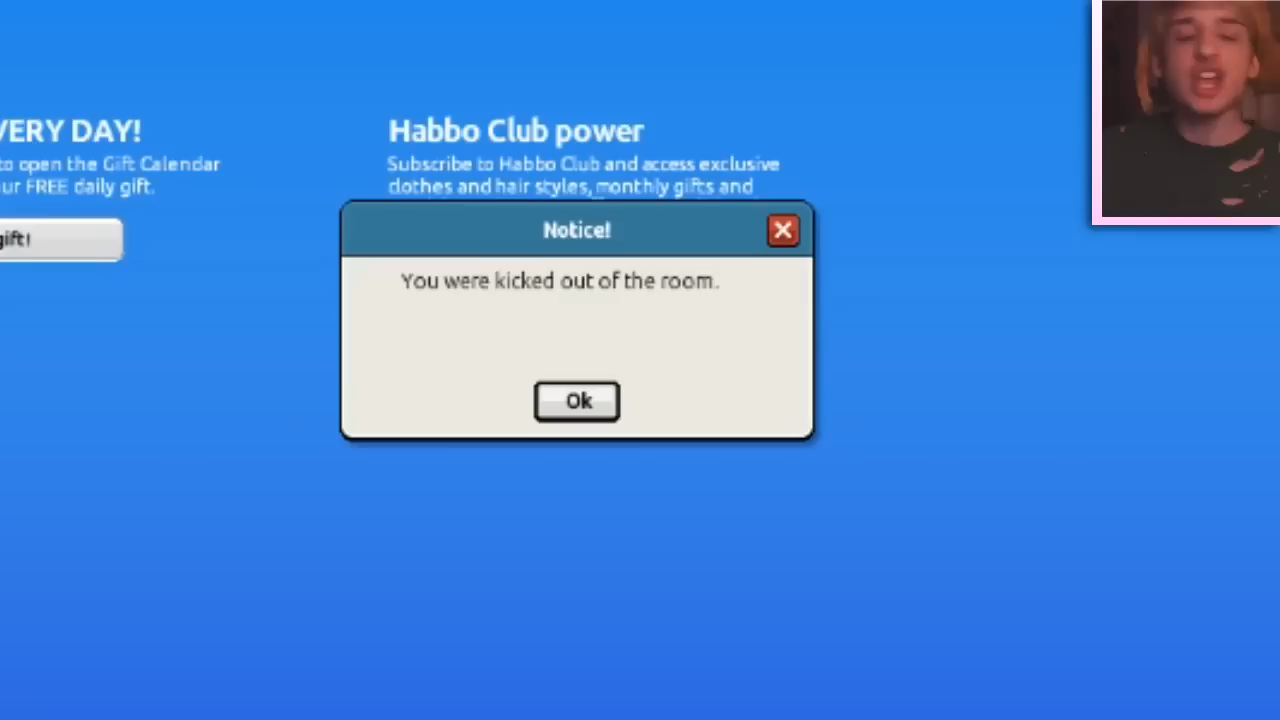 VERY DAY!
to open the Gift Calendar
ur FREE daily gift.
gift!
Habbo Club power
Subscribe to Habbo Club and access exclusive
clothes and hair styles, monthly gifts and
Notice!
You were kicked out of the room.
Ok